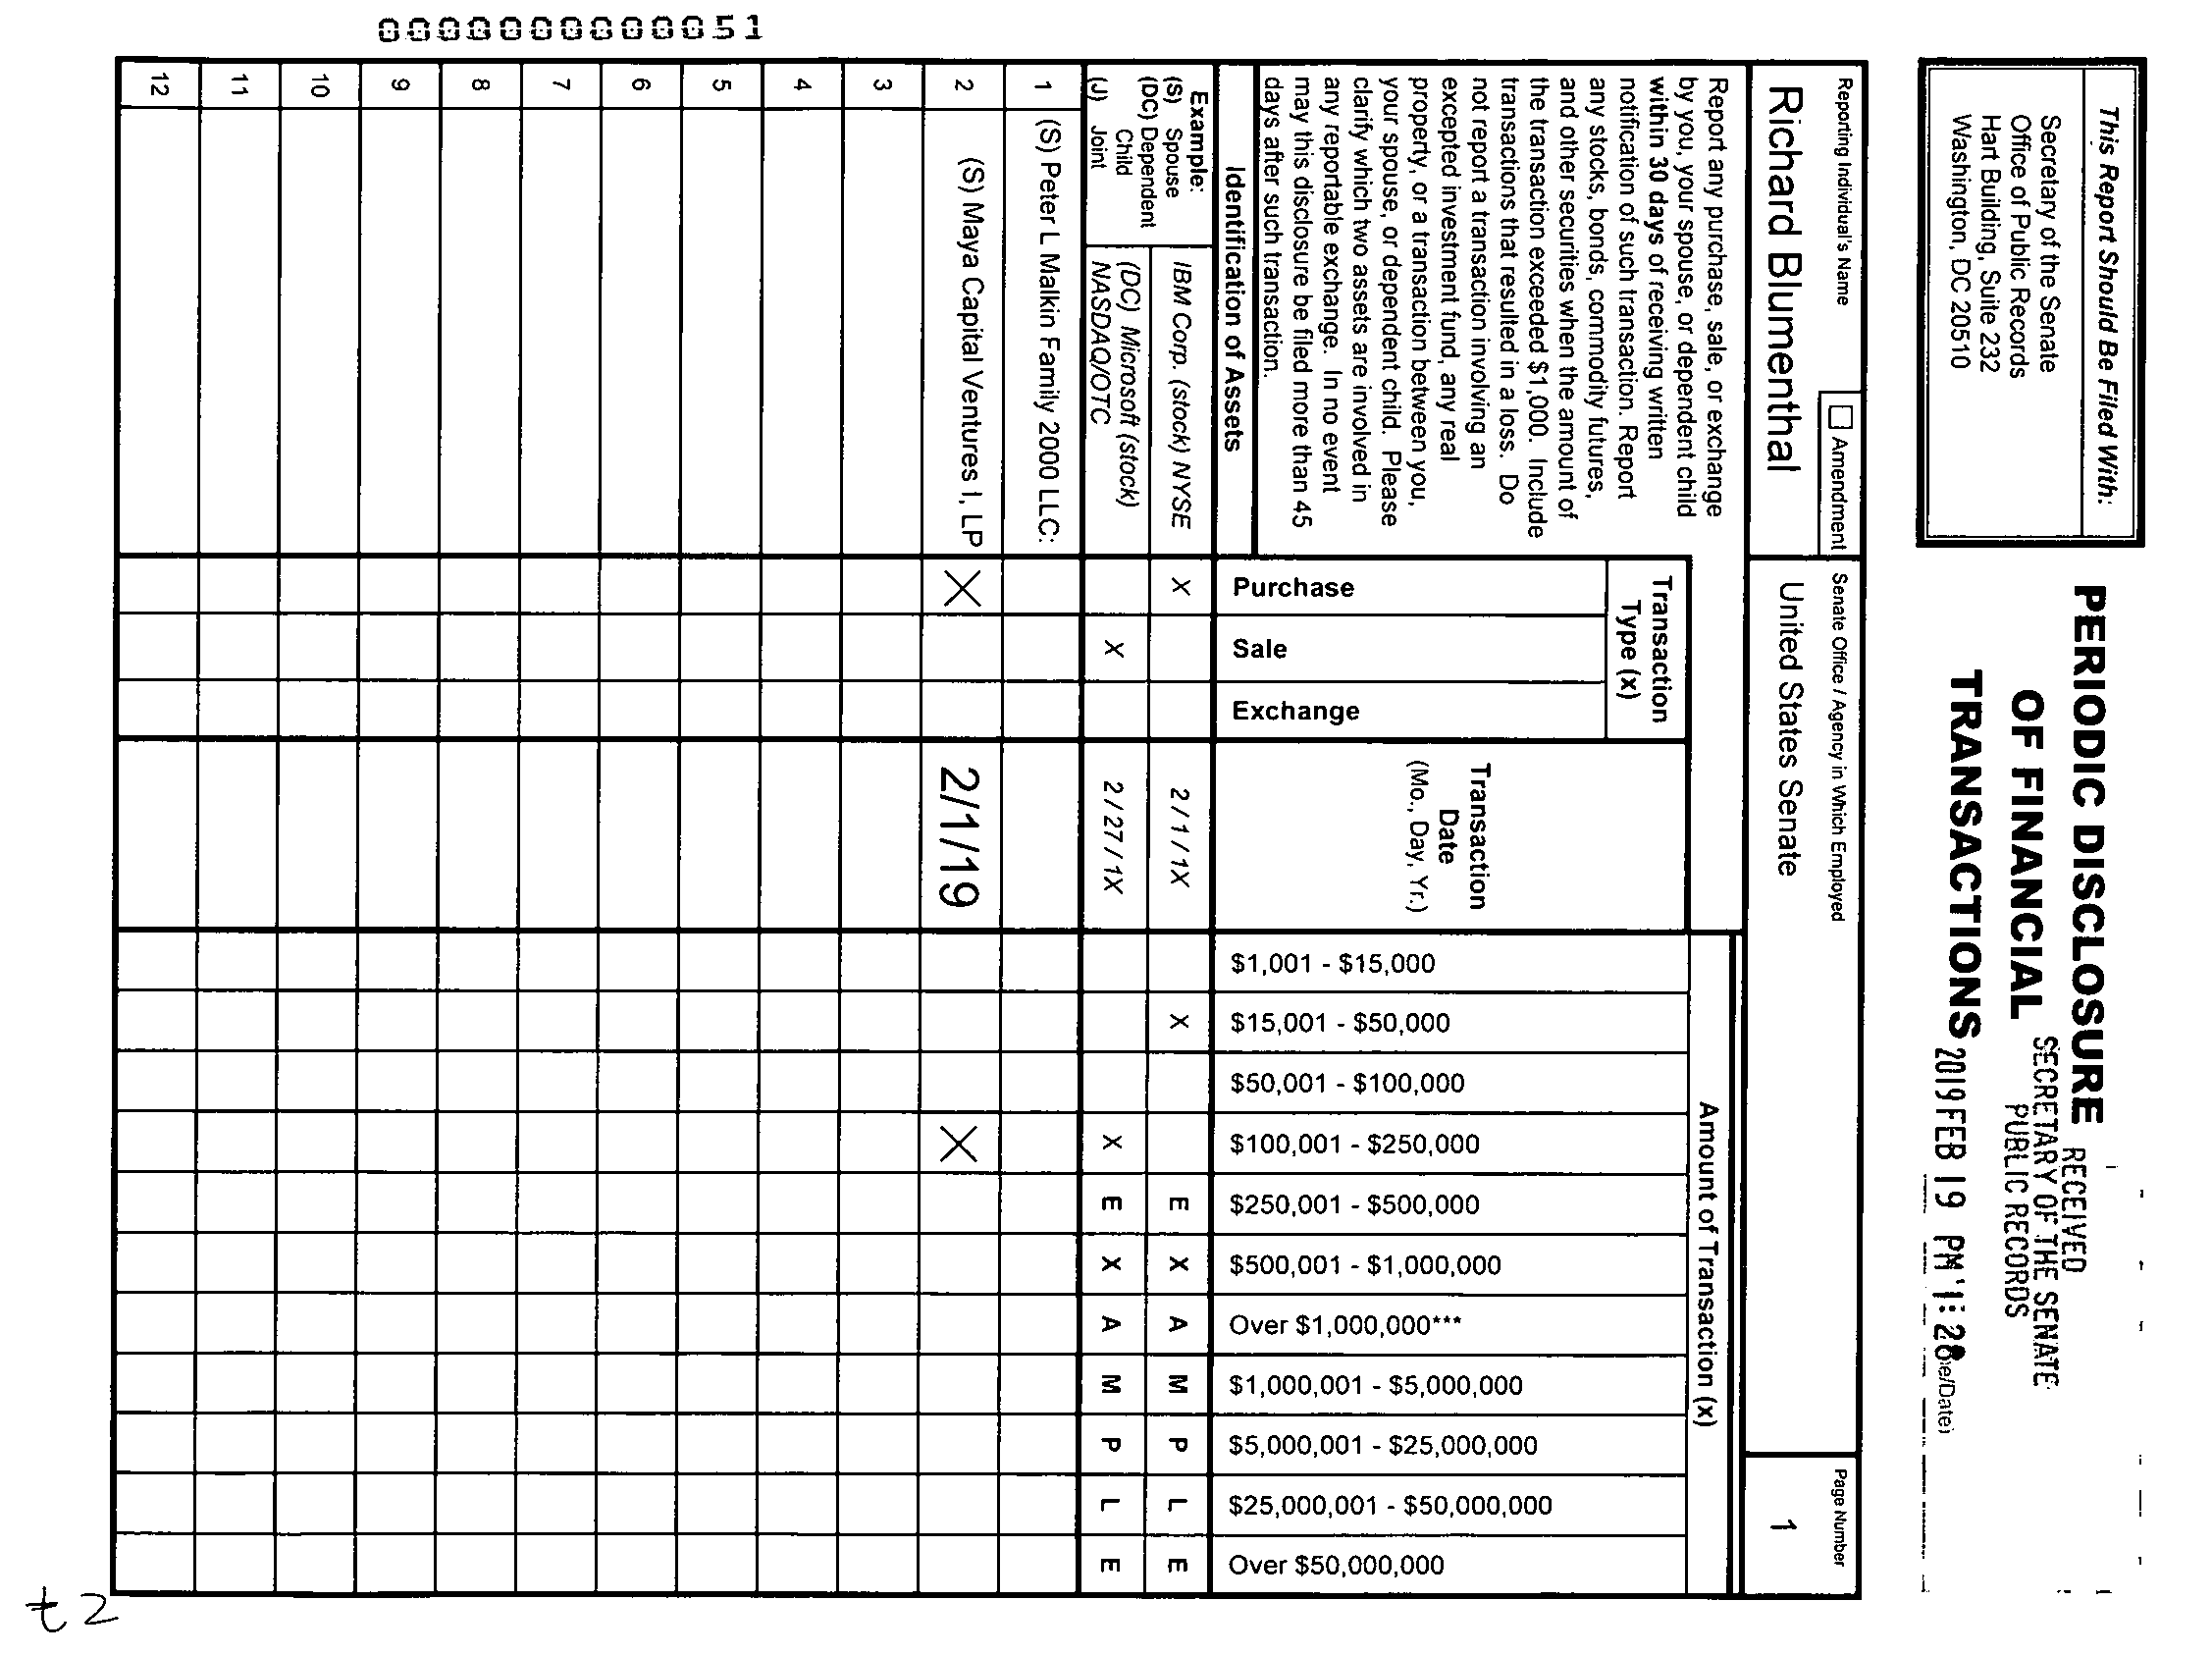 000000000051
This Report Should Be Filed With:
Secretary of the Senate
Office of Public Records
Hart Building, Suite 232
Washington, DC 20510
PERIODIC DISCLOSURE
OF FINANCIAL
TRANSACTIONS
RECEIVED
SECRETARY OF THE SENATE
PUBLIC RECORDS
2019 FEB 19 PM 1:28
Reporting Individual's Name
Amendment
Richard Blumenthal
Senate Office / Agency in Which Employed
United States Senate
Page Number
1
Report any purchase, sale, or exchange
by you, your spouse, or dependent child
within 30 days of receiving written
notification of such transaction. Report
any stocks, bonds, commodity futures,
and other securities when the amount of
the transaction exceeded $1,000. Include
transactions that resulted in a loss. Do
not report a transaction involving an
excepted investment fund, any real
property, or a transaction between you,
your spouse, or dependent child. Please
clarify which two assets are involved in
any reportable exchange. In no event
may this disclosure be filed more than 45
days after such transaction.
Identification of Assets
Transaction
Type (x)
Purchase
Sale
Exchange
Transaction
Date
(Mo., Day, Yr.)
Amount of Transaction (x)
$1,001 - $15,000
$15,001 - $50,000
$50,001 - $100,000
$100,001 - $250,000
$250,001 - $500,000
$500,001 - $1,000,000
Over $1,000,000***
$1,000,001 - $5,000,000
$5,000,001 - $25,000,000
$25,000,001 - $50,000,000
Over $50,000,000
Example:
(S) Spouse
(DC) Dependent
Child
(J) Joint
IBM Corp. (stock) NYSE X 2 / 1 / 1X X E X A M P L E
(DC) Microsoft (stock)
NASDAQ/OTC X 2 / 27 / 1X X E X A M P L E
1 (S) Peter L Malkin Family 2000 LLC:
2 (S) Maya Capital Ventures I, LP X 2/1/19 X
3
4
5
6
7
8
9
10
11
12